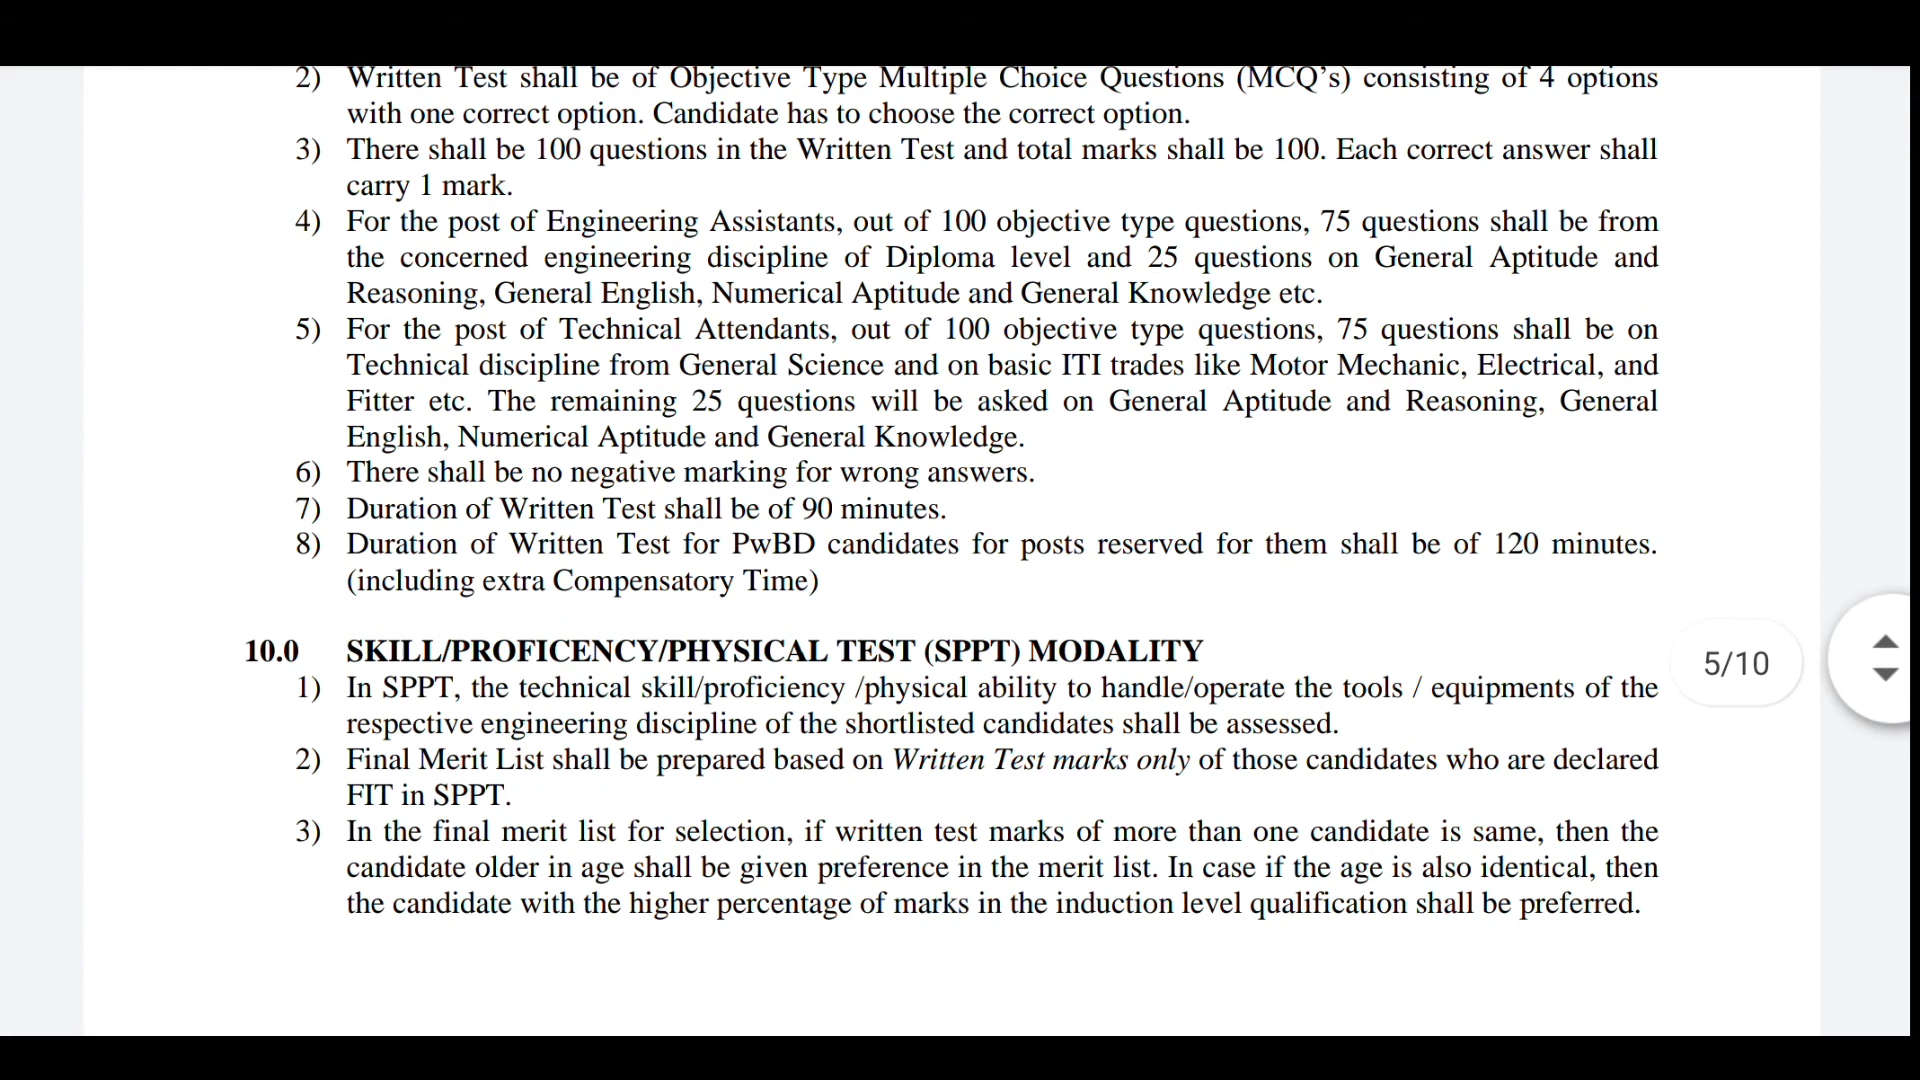 2) Written Test shall be of Objective Type Multiple Choice Questions (MCQ's) consisting of 4 options
with one correct option. Candidate has to choose the correct option.
3) There shall be 100 questions in the Written Test and total marks shall be 100. Each correct answer shall
carry 1 mark.
4) For the post of Engineering Assistants, out of 100 objective type questions, 75 questions shall be from
the concerned engineering discipline of Diploma level and 25 questions on General Aptitude and
Reasoning, General English, Numerical Aptitude and General Knowledge etc.
5) For the post of Technical Attendants, out of 100 objective type questions, 75 questions shall be on
Technical discipline from General Science and on basic ITI trades like Motor Mechanic, Electrical, and
Fitter etc. The remaining 25 questions will be asked on General Aptitude and Reasoning, General
English, Numerical Aptitude and General Knowledge.
6) There shall be no negative marking for wrong answers.
7) Duration of Written Test shall be of 90 minutes.
8) Duration of Written Test for PwBD candidates for posts reserved for them shall be of 120 minutes.
(including extra Compensatory Time)
10.0 SKILL/PROFICENCY/PHYSICAL TEST (SPPT) MODALITY
5/10
1) In SPPT, the technical skill/proficiency /physical ability to handle/operate the tools / equipments of the
respective engineering discipline of the shortlisted candidates shall be assessed.
2) Final Merit List shall be prepared based on Written Test marks only of those candidates who are declared
FIT in SPPT.
3) In the final merit list for selection, if written test marks of more than one candidate is same, then the
candidate older in age shall be given preference in the merit list. In case if the age is also identical, then
the candidate with the higher percentage of marks in the induction level qualification shall be preferred.